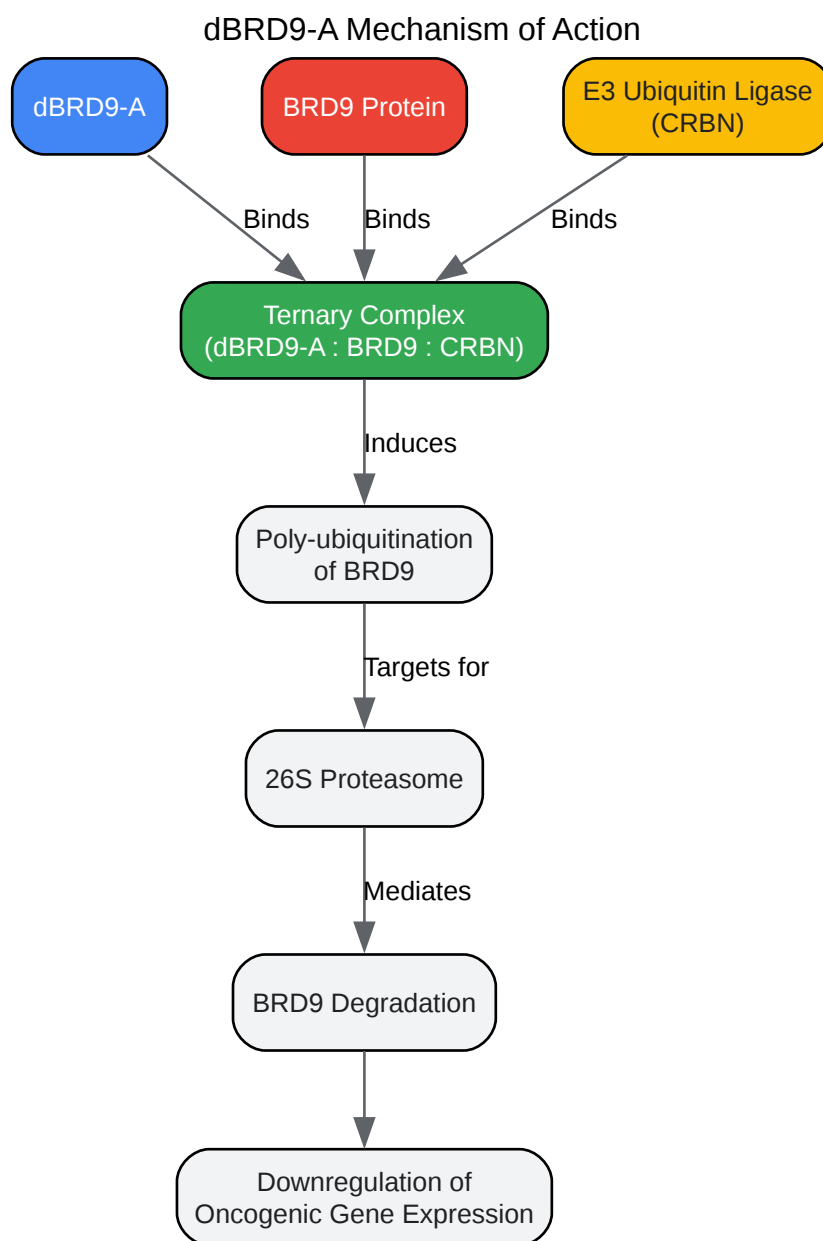 dBRD9-A Mechanism of Action
dBRD9-A
BRD9 Protein
E3 Ubiquitin Ligase
(CRBN)
Binds
Binds
Binds
Ternary Complex
(dBRD9-A : BRD9 : CRBN)
Induces
Poly-ubiquitination
of BRD9
Targets for
26S Proteasome
Mediates
BRD9 Degradation
Downregulation of
Oncogenic Gene Expression